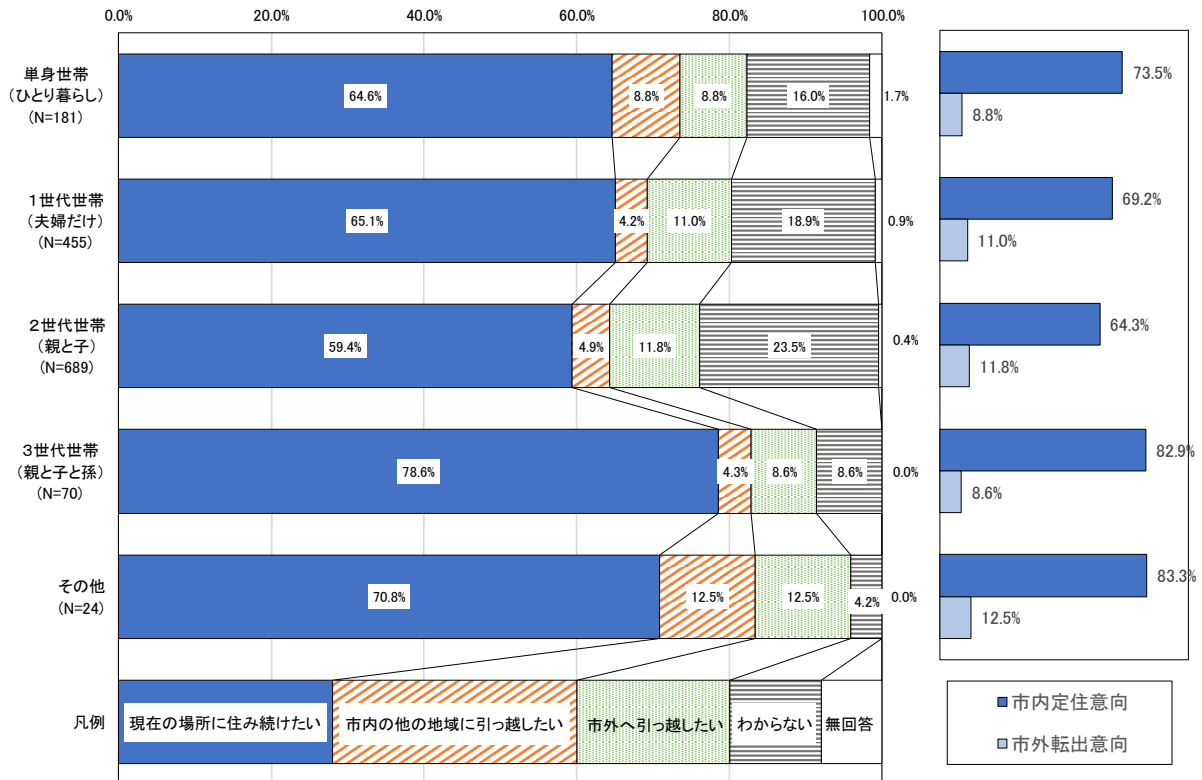 0.0%
20.0%
40.0%
60.0%
80.0%
100.0%
単身世帯
(ひとり暮らし)
(N=181)
64.6%
8.8%
8.8%
16.0%
1.7%
73.5%
8.8%
1世代世帯
(夫婦だけ)
(N=455)
65.1%
4.2%
11.0%
18.9%
0.9%
69.2%
11.0%
2世代世帯
(親と子)
(N=689)
59.4%
4.9%
11.8%
23.5%
0.4%
64.3%
11.8%
3世代世帯
(親と子と孫)
(N=70)
78.6%
4.3%
8.6%
8.6%
0.0%
82.9%
8.6%
その他
(N=24)
70.8%
12.5%
12.5%
4.2%
0.0%
83.3%
12.5%
凡例
現在の場所に住み続けたい
市内の他の地域に引っ越したい
市外へ引っ越したい
わからない
無回答
市内定住意向
市外転出意向